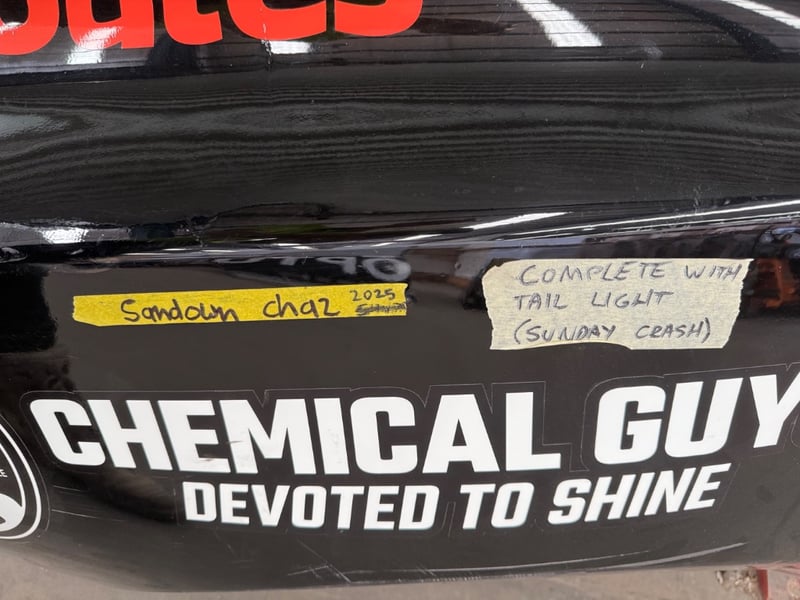 Sandown Chaz 2025
COMPLETE WITH
TAIL LIGHT
(SUNDAY CRASH)
CHEMICAL GUY
DEVOTED TO SHINE